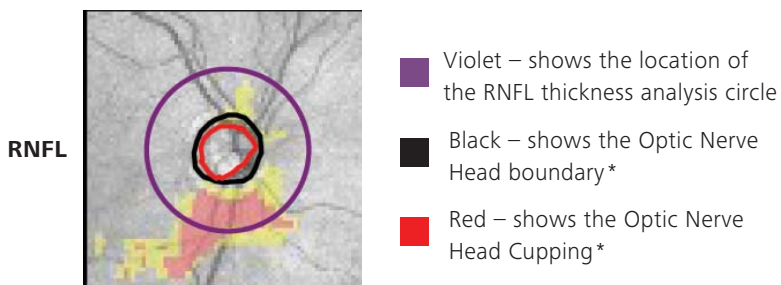 RNFL
Violet – shows the location of
the RNFL thickness analysis circle
Black – shows the Optic Nerve
Head boundary*
Red – shows the Optic Nerve
Head Cupping*